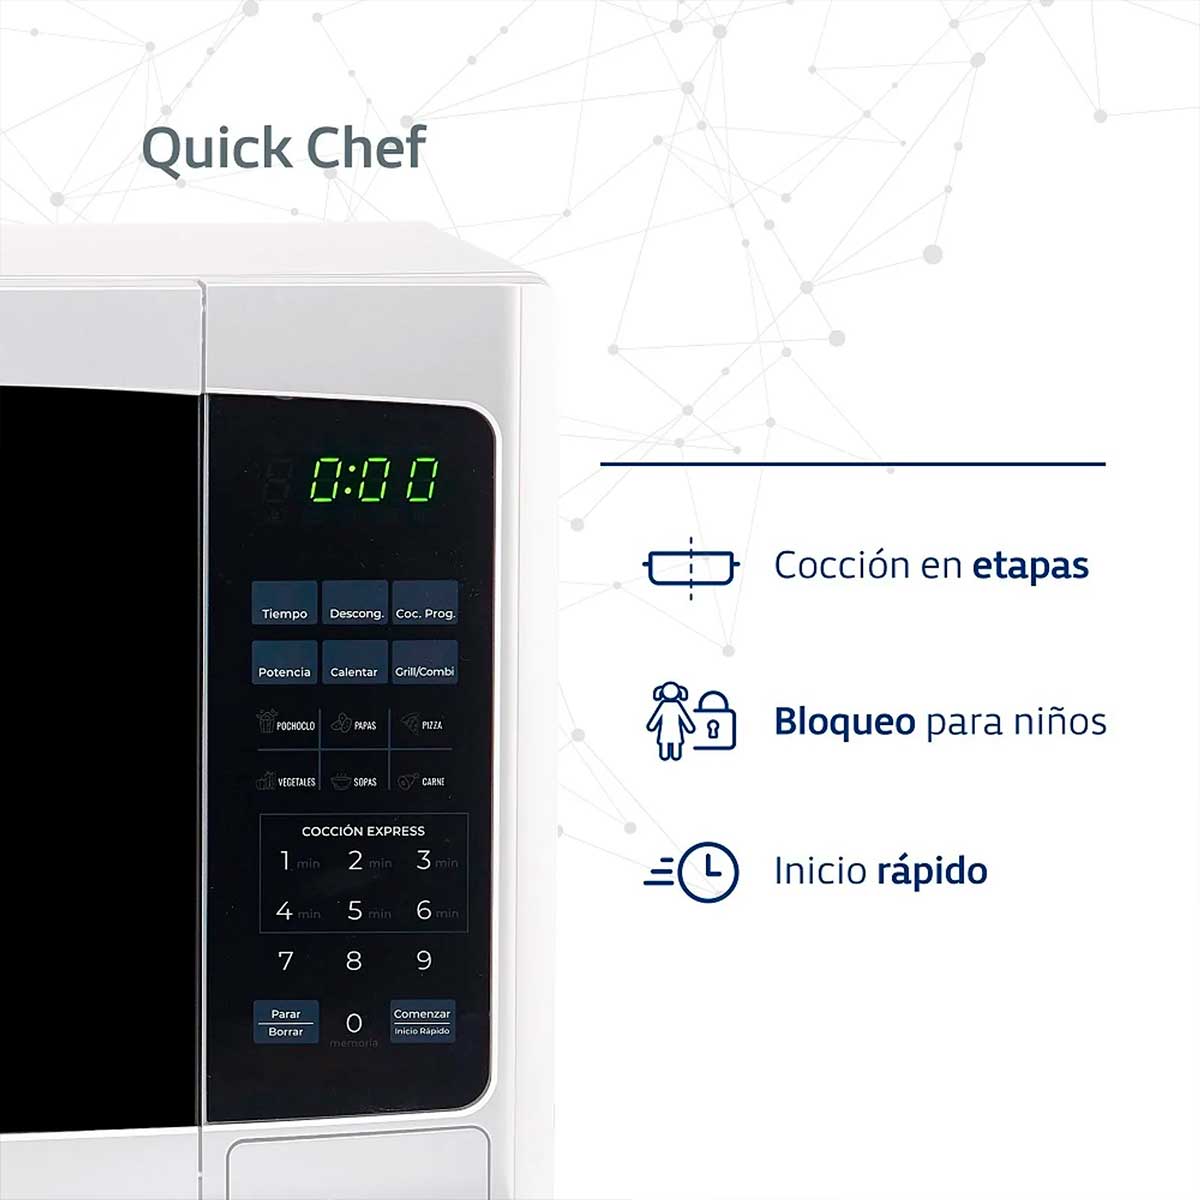 Quick Chef
0:00
Tiempo Descong. Coc. Prog.
Potencia Calentar Grill/Combi
POCHOCLO PAPAS PIZZA
VEGETALES SOPAS CARNE
COCCIÓN EXPRESS
1 min 2 min 3 min
4 min 5 min 6 min
7 8 9
Parar
Borrar
0
memoria
Comenzar
Inicio Rápido
Cocción en etapas
Bloqueo para niños
Inicio rápido